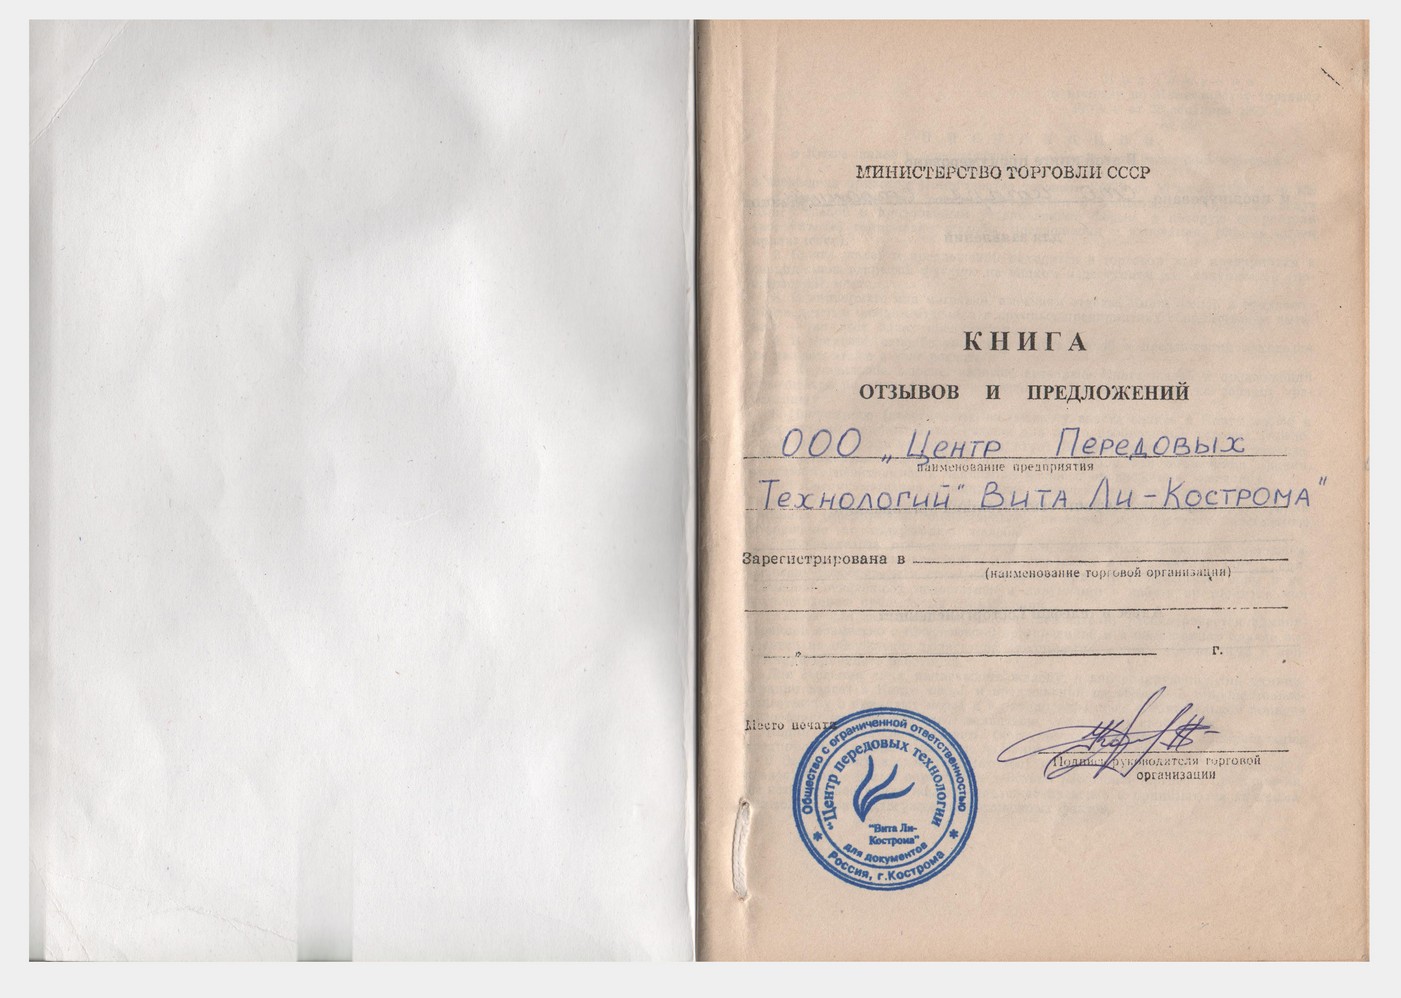 МИНИСТЕРСТВО ТОРГОВЛИ СССР
КНИГА
ОТЗЫВОВ И ПРЕДЛОЖЕНИЙ
ООО „Центр Передовых
наименование предприятия
Технологий" Вита Ли-Кострома"
Зарегистрирована в
(наименование торговой организации)
„ г.
Место печати
Подпись руководителя торговой
организации
Общество с ограниченной ответственностью
"Центр передовых технологии
"Вита Ли-
Кострома"
для документов
* Россия, г.Кострома *